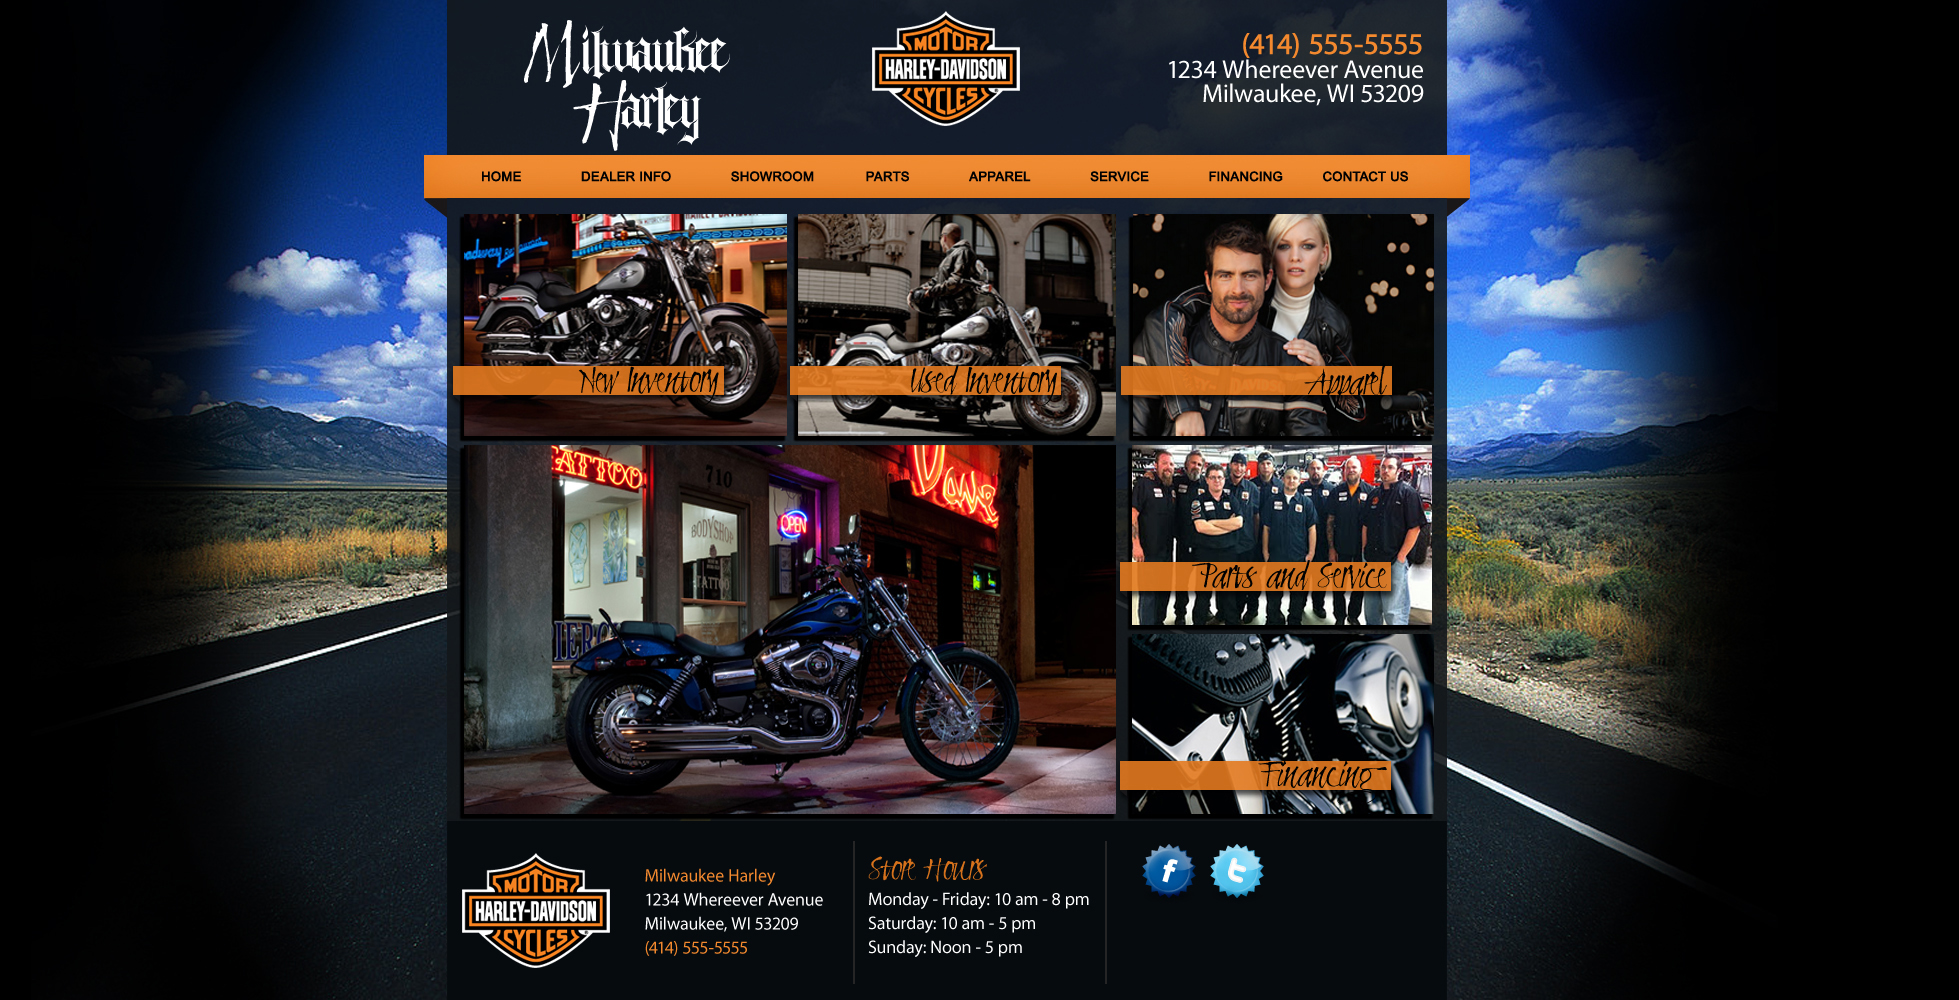 Milwaukee
Harley
MOTOR
HARLEY-DAVIDSON
CYCLES
(414) 555-5555
1234 Whereever Avenue
Milwaukee, WI 53209
HOME
DEALER INFO
SHOWROOM
PARTS
APPAREL
SERVICE
FINANCING
CONTACT US
New Inventory
Used Inventory
Apparel
TATTOO
710
BODYSHOP
TATTOO
OPEN
Parts and Service
Financing
MOTOR
HARLEY-DAVIDSON
CYCLES
Milwaukee Harley
1234 Whereever Avenue
Milwaukee, WI 53209
(414) 555-5555
Store Hours
Monday - Friday: 10 am - 8 pm
Saturday: 10 am - 5 pm
Sunday: Noon - 5 pm
f
t